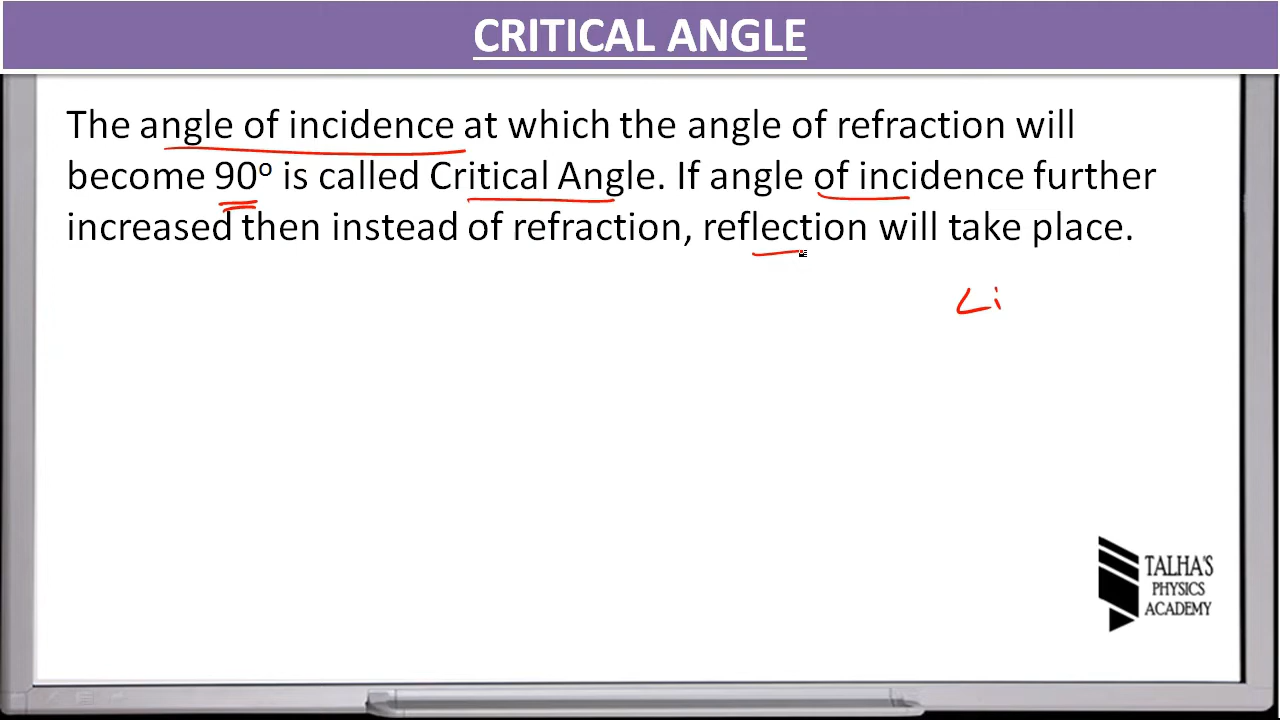 CRITICAL ANGLE
The angle of incidence at which the angle of refraction will
become 90° is called Critical Angle. If angle of incidence further
increased then instead of refraction, reflection will take place.
∠i
TALHA'S
PHYSICS
ACADEMY